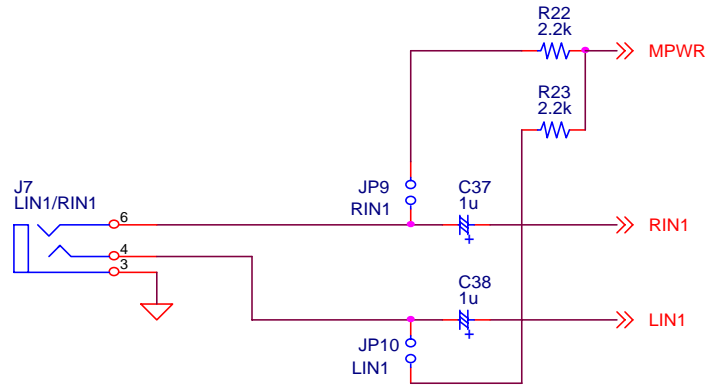 R22
2.2k
MPWR
R23
2.2k
J7
LIN1/RIN1
JP9
RIN1
C37
1u
+
6
RIN1
4
3
C38
1u
+
LIN1
JP10
LIN1